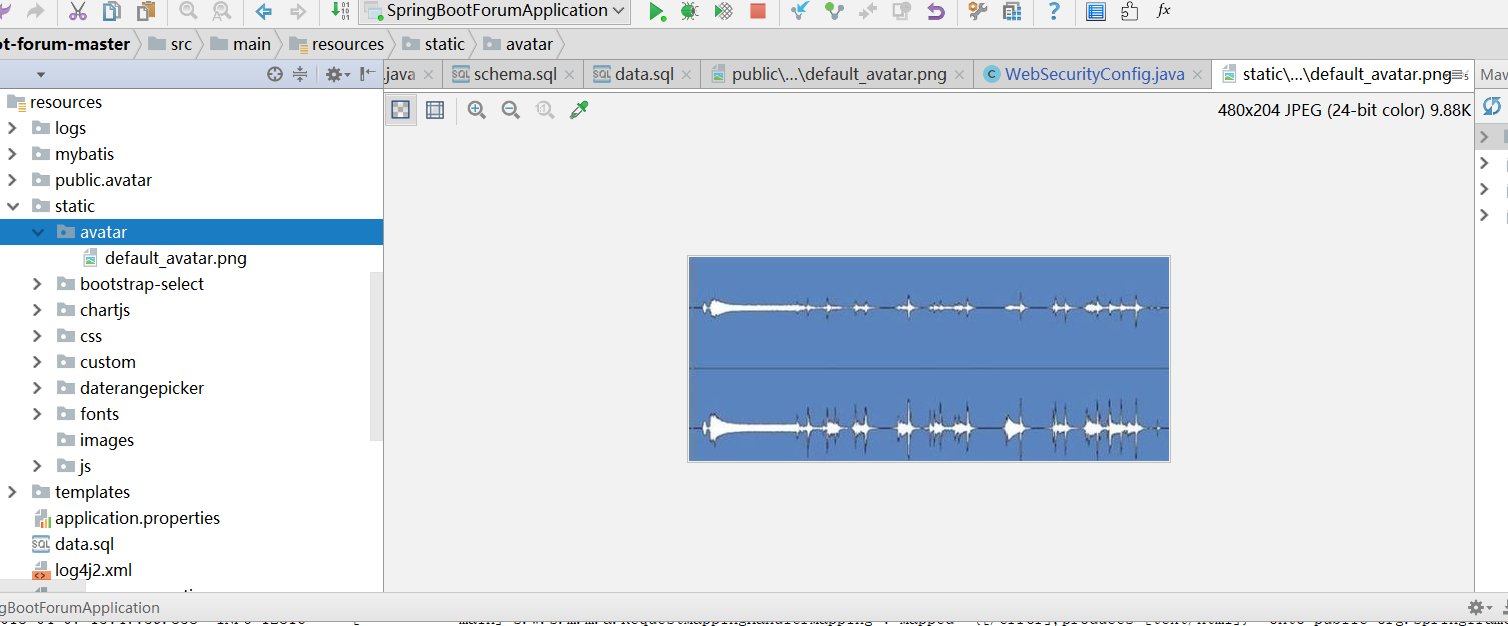 SpringBootForumApplication
ot-forum-master src main resources static avatar
.java schema.sql data.sql public\...\default_avatar.png WebSecurityConfig.java static\...\default_avatar.png
480x204 JPEG (24-bit color) 9.88K
resources
logs
mybatis
public.avatar
static
avatar
default_avatar.png
bootstrap-select
chartjs
css
custom
daterangepicker
fonts
images
js
templates
application.properties
data.sql
log4j2.xml
gBootForumApplication